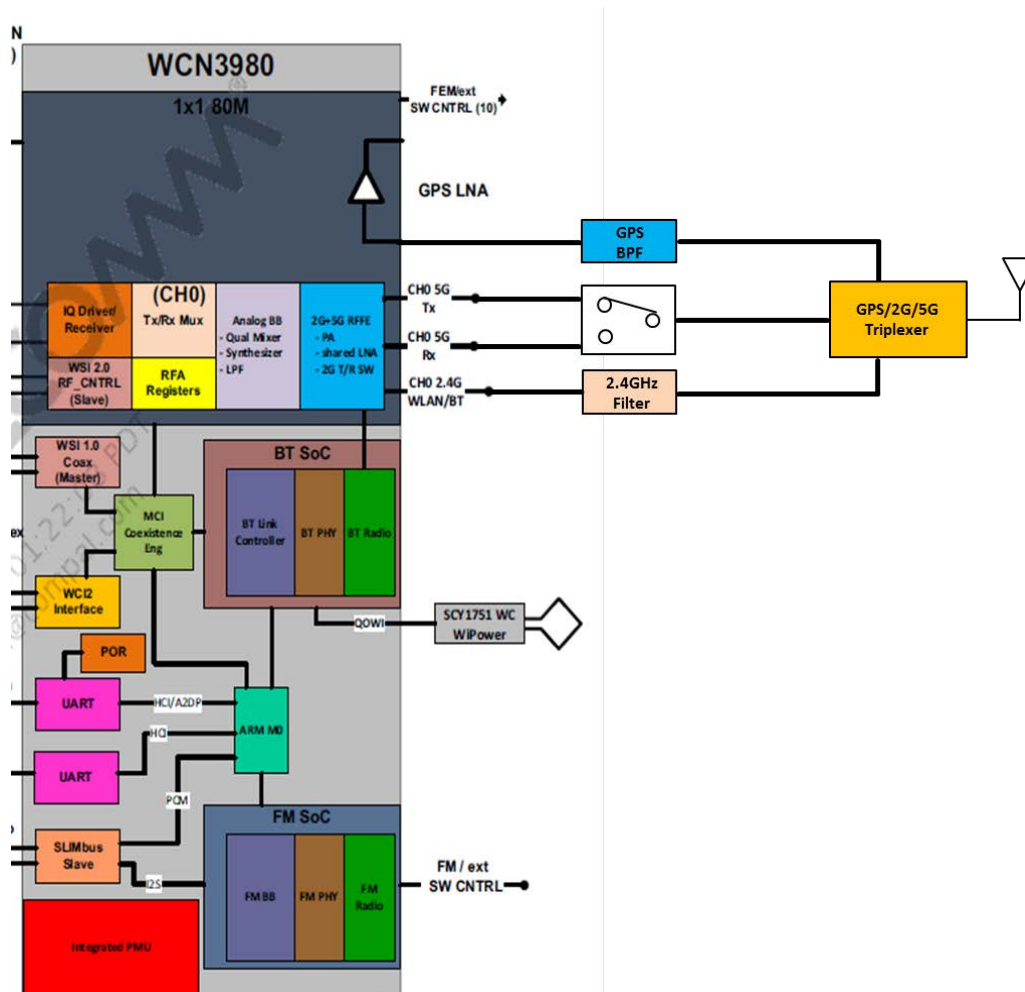 N
)
WCN3980
1x1 80M
FEM/ext
SW CNTRL (10)
GPS LNA
GPS
BPF
GPS/2G/5G
Triplexer
CH0 5G
Tx
CH0 5G
Rx
CH0 2.4G
WLAN/BT
2.4GHz
Filter
IQ Driver/
Receiver
(CH0)
Tx/Rx Mux
Analog BB
- Qual Mixer
- Synthesizer
- LPF
2G+5G RFFE
- PA
- shared LNA
- 2G T/R SW
WSI 2.0
RF_CNTRL
(Slave)
RFA
Registers
WSI 1.0
Coax
(Master)
MCI
Coexistence
Eng
BT SoC
BT Link
Controller
BT PHY
BT Radio
ex
WCI2
Interface
QOWI
SCY1751 WC
WiPower
POR
UART
HCI/A2DP
ARM M0
UART
HCI
PCM
SLIMbus
Slave
I2S
FM SoC
FM BB
FM PHY
FM
Radio
FM / ext
SW CNTRL
Integrated PMU